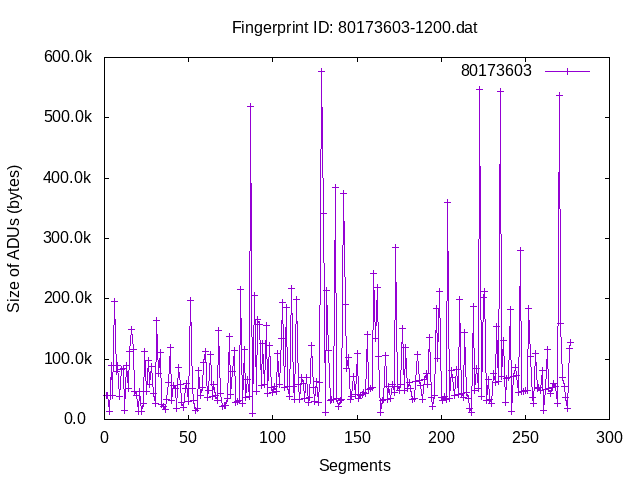 Fingerprint ID: 80173603-1200.dat
80173603
600.0k
500.0k
400.0k
300.0k
200.0k
100.0k
0.0
Size of ADUs (bytes)
0 50 100 150 200 250 300
Segments